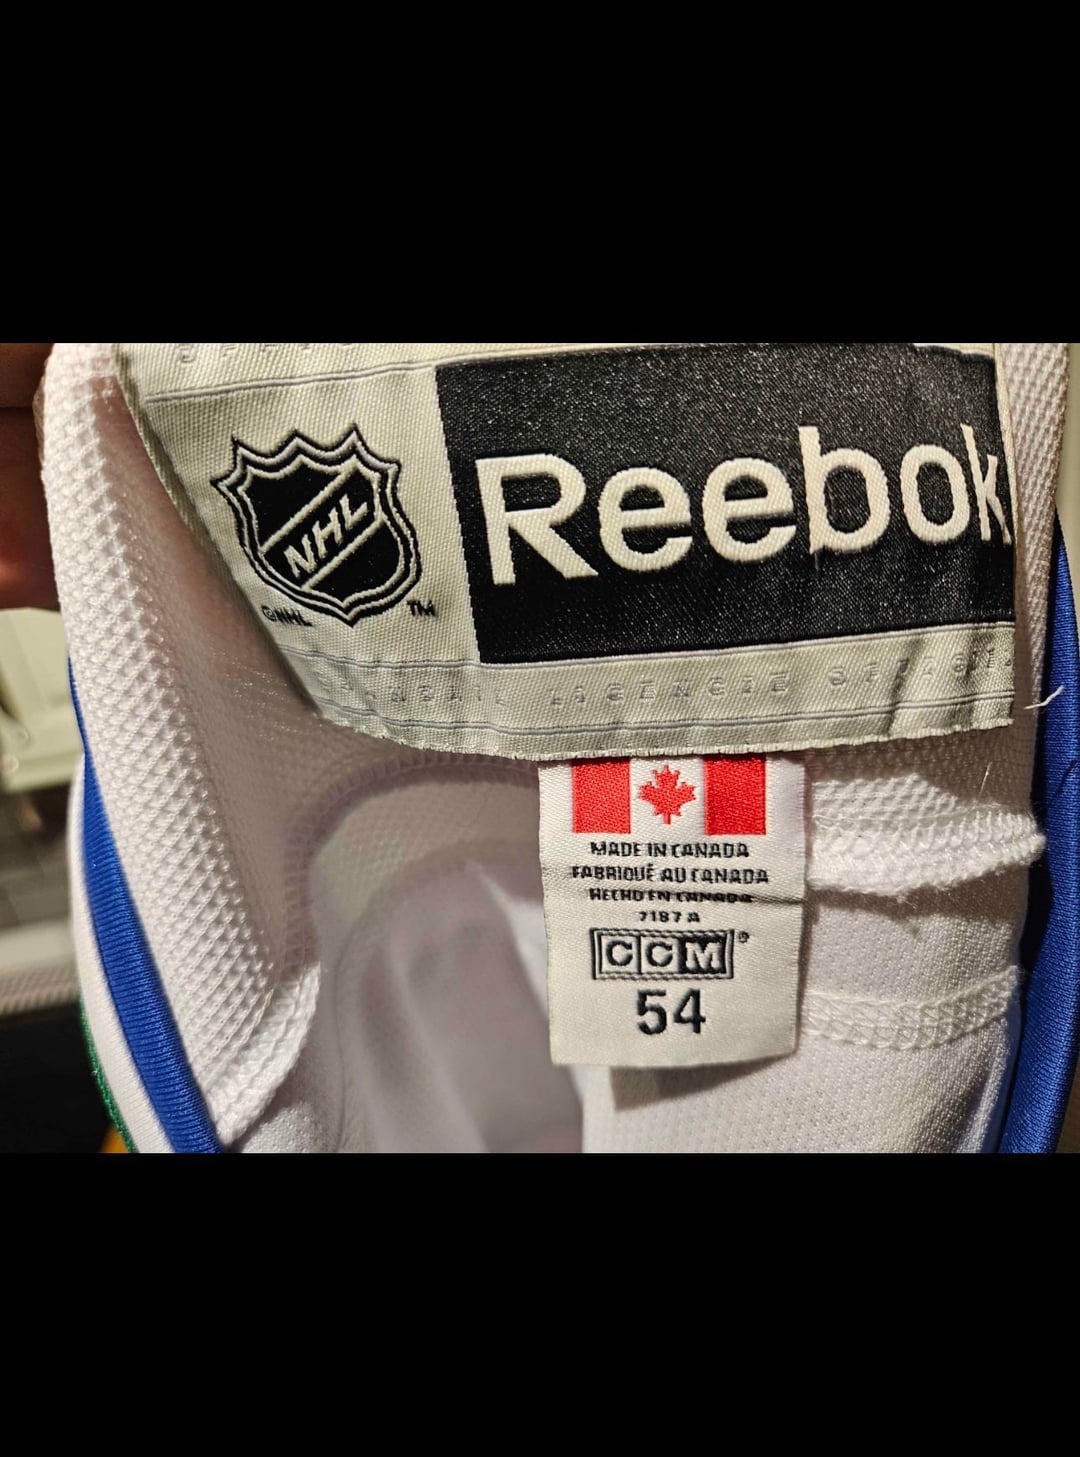 NHL
Reebok
©NHL TM
MADE IN CANADA
FABRIQUÉ AU CANADA
HECHO EN CANADA
7187 A
CCM®
54